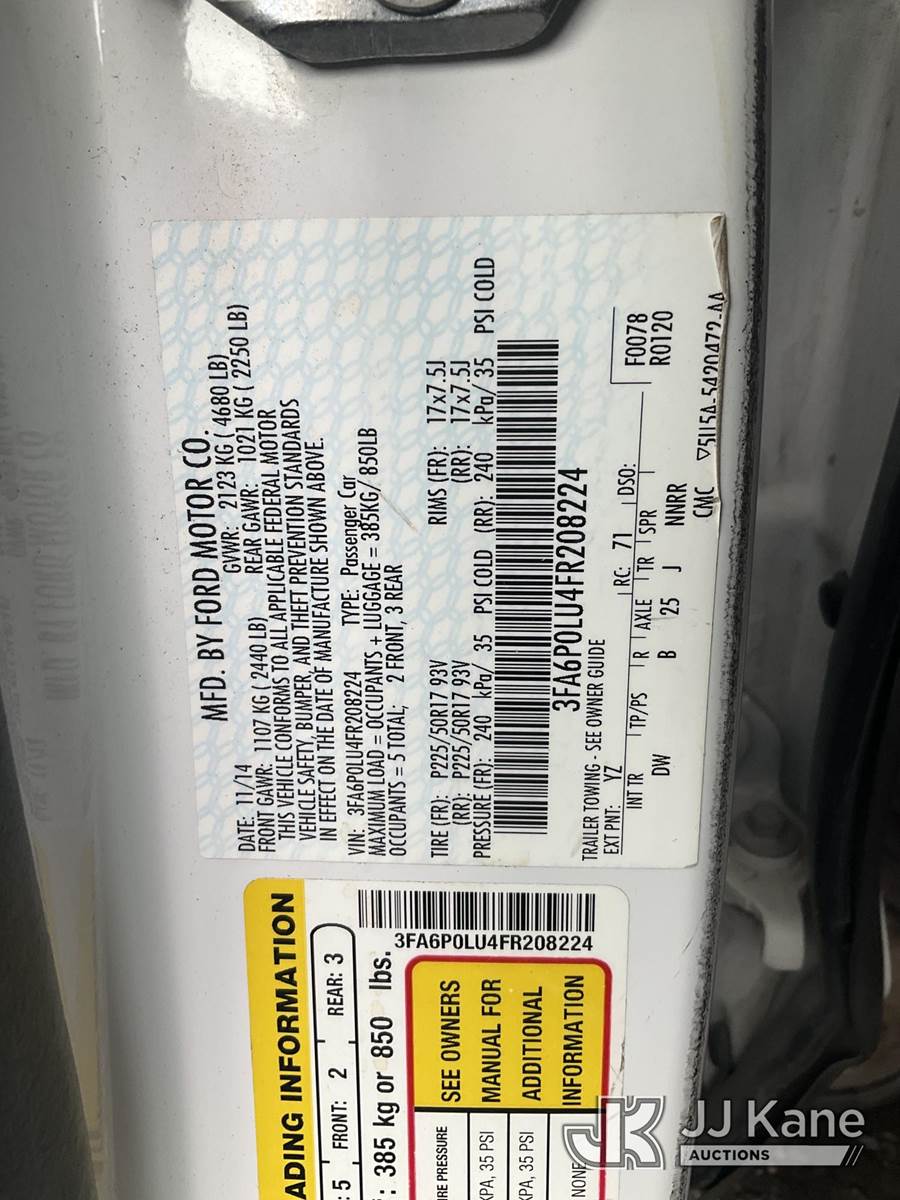 MFD. BY FORD MOTOR CO.
DATE: 11/14 GVWR: 2123 KG ( 4680 LB)
FRONT GAWR: 1107 KG ( 2440 LB) REAR GAWR: 1021 KG ( 2250 LB)
THIS VEHICLE CONFORMS TO ALL APPLICABLE FEDERAL MOTOR
VEHICLE SAFETY, BUMPER, AND THEFT PREVENTION STANDARDS
IN EFFECT ON THE DATE OF MANUFACTURE SHOWN ABOVE.
VIN: 3FA6P0LU4FR208224 TYPE: Passenger Car
MAXIMUM LOAD = OCCUPANTS + LUGGAGE = 385KG/ 850LB
OCCUPANTS = 5 TOTAL; 2 FRONT, 3 REAR
TIRE (FR): P225/50R17 93V RIMS (FR): 17x7.5J
(RR): P225/50R17 93V (RR): 17x7.5J
PRESSURE (FR): 240 kPa/ 35 PSI COLD (RR): 240 kPa/ 35 PSI COLD
3FA6P0LU4FR208224
TRAILER TOWING - SEE OWNER GUIDE
EXT PNT: YZ RC: 71 DSO: F0078
INT TR TP/PS R AXLE TR SPR R0120
DW B 25 J NNRR
CMC ▽5U5A-5420472-AA
ADING INFORMATION
3FA6P0LU4FR208224
: 5 FRONT: 2 REAR: 3
: 385 kg or 850 lbs.
RE PRESSURE
KPA, 35 PSI
KPA, 35 PSI
NONE
SEE OWNERS
MANUAL FOR
ADDITIONAL
INFORMATION
JK JJ Kane
AUCTIONS